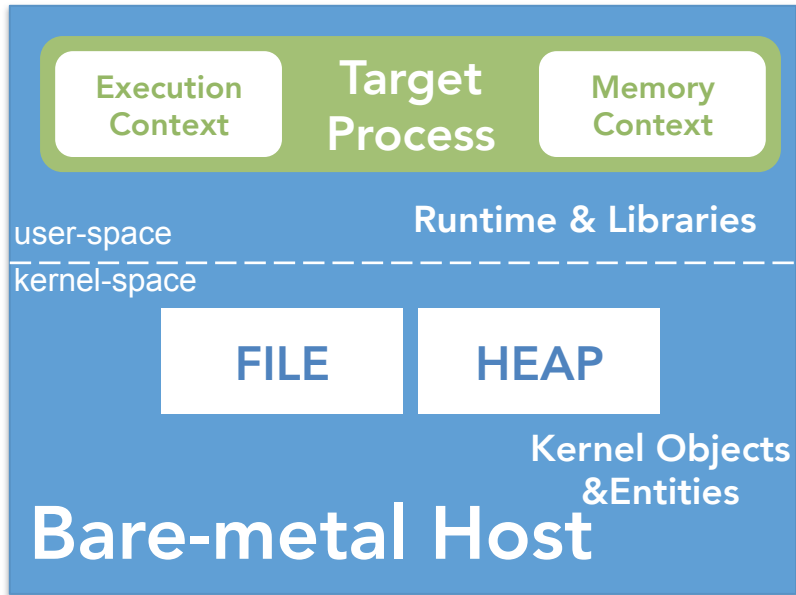 Execution
Context
Target
Process
Memory
Context
Runtime & Libraries
user-space
kernel-space
FILE
HEAP
Kernel Objects
&Entities
Bare-metal Host